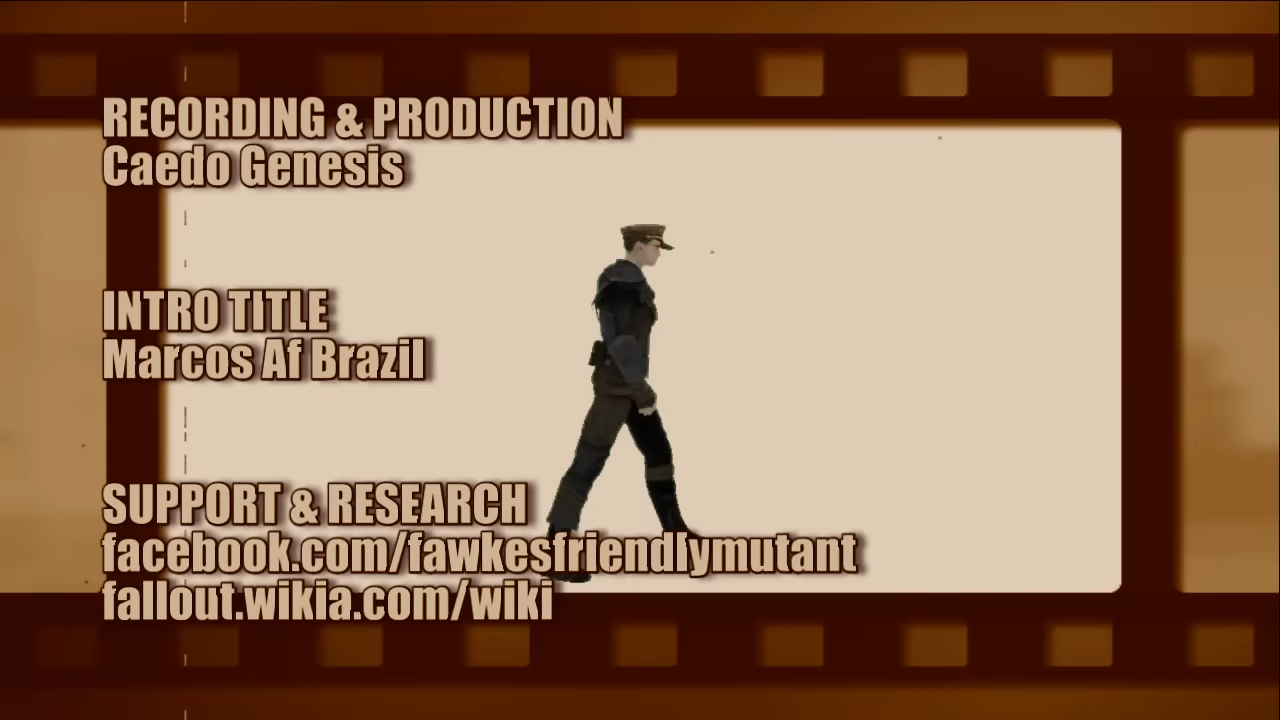 RECORDING & PRODUCTION
Caedo Genesis
INTRO TITLE
Marcos Af Brazil
SUPPORT & RESEARCH
facebook.com/fawkesfriendlymutant
fallout.wikia.com/wiki